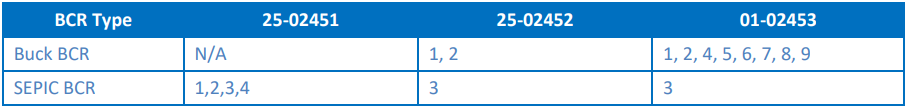 BCR Type 25-02451 25-02452 01-02453
Buck BCR N/A 1, 2 1, 2, 4, 5, 6, 7, 8, 9
SEPIC BCR 1,2,3,4 3 3